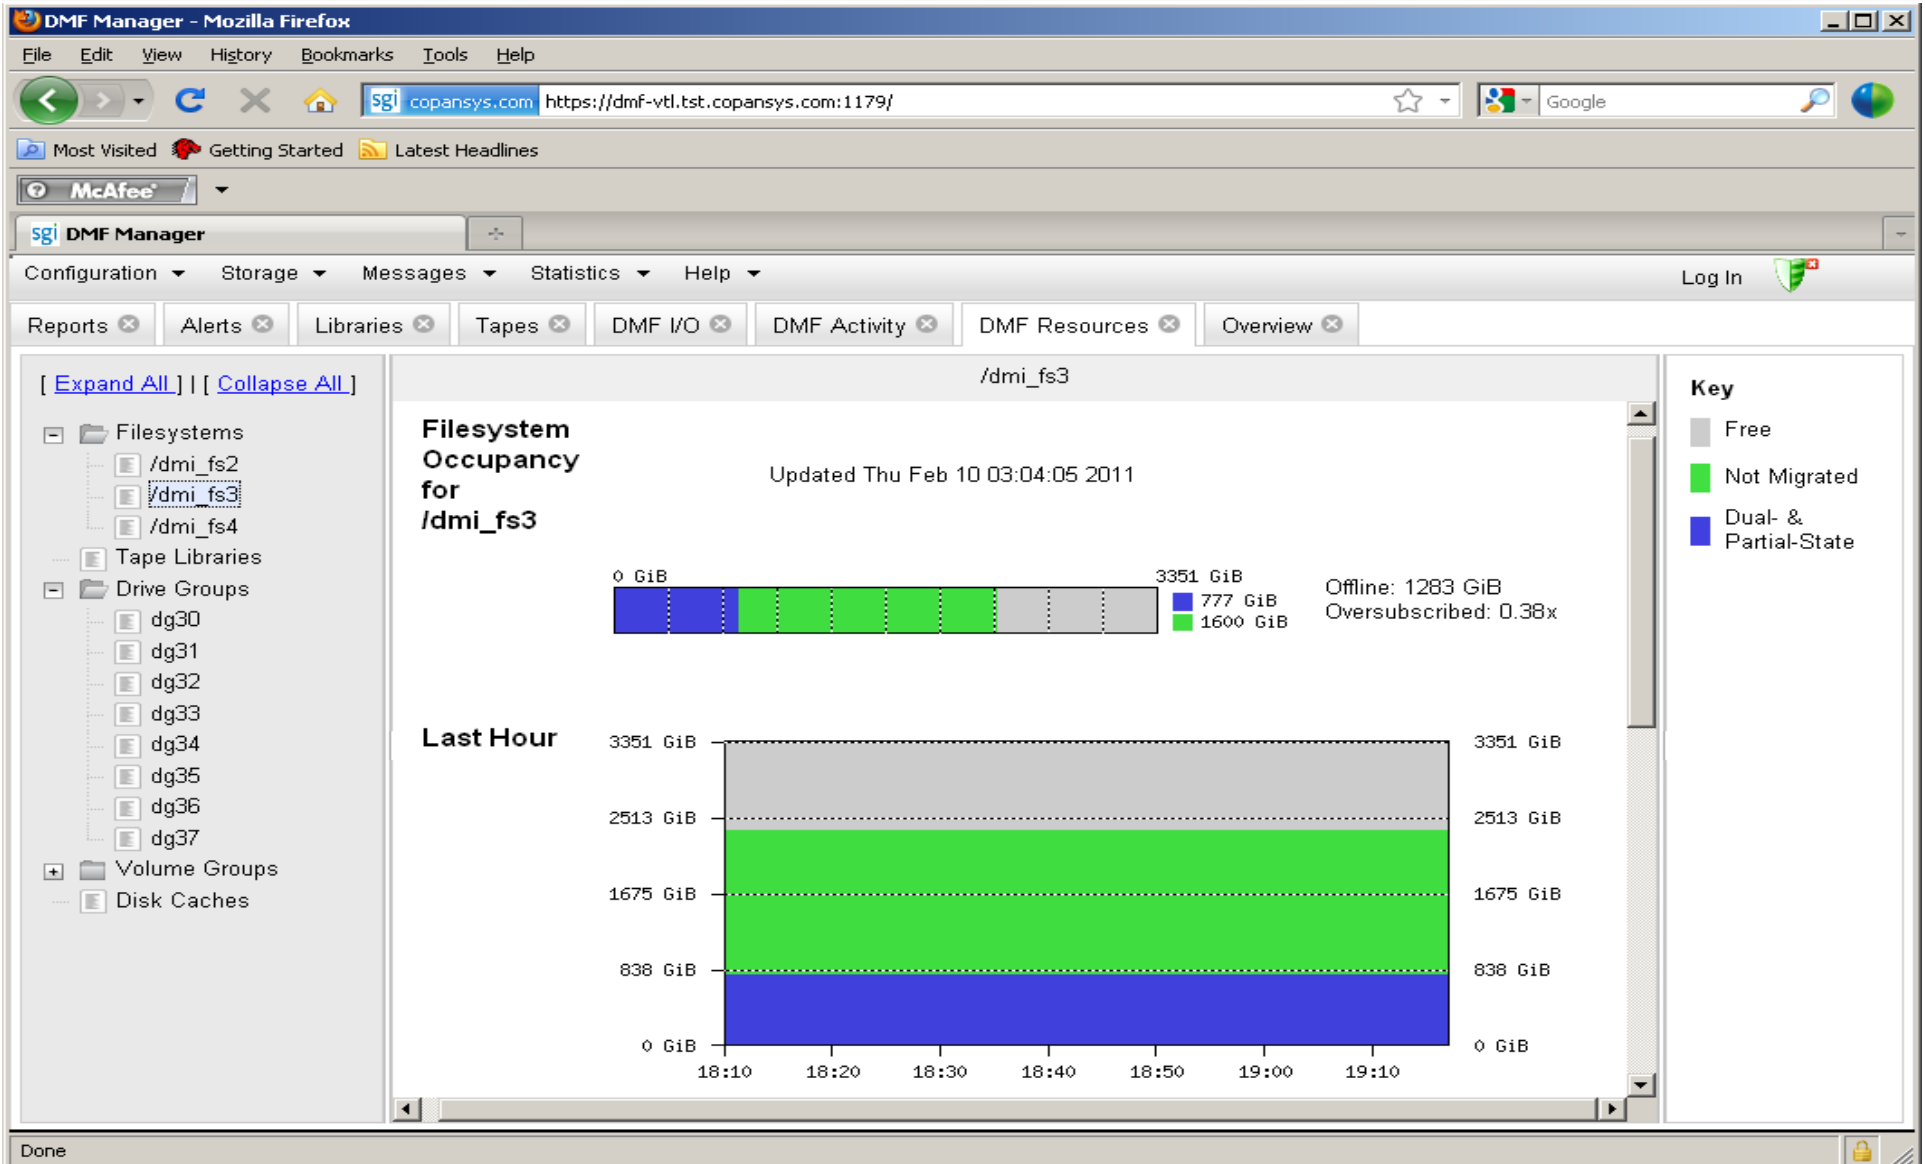 DMF Manager - Mozilla Firefox
File Edit View History Bookmarks Tools Help
sgi copansys.com https://dmf-vtl.tst.copansys.com:1179/ Google
Most Visited Getting Started Latest Headlines
McAfee
sgi DMF Manager
Configuration Storage Messages Statistics Help Log In
Reports Alerts Libraries Tapes DMF I/O DMF Activity DMF Resources Overview
[ Expand All ] | [ Collapse All ]
Filesystems
/dmi_fs2
/dmi_fs3
/dmi_fs4
Tape Libraries
Drive Groups
dg30
dg31
dg32
dg33
dg34
dg35
dg36
dg37
Volume Groups
Disk Caches
/dmi_fs3
Filesystem
Occupancy
for
/dmi_fs3
Updated Thu Feb 10 03:04:05 2011
0 GiB 3351 GiB
777 GiB
1600 GiB
Offline: 1283 GiB
Oversubscribed: 0.38x
Last Hour
3351 GiB 3351 GiB
2513 GiB 2513 GiB
1675 GiB 1675 GiB
838 GiB 838 GiB
0 GiB 0 GiB
18:10 18:20 18:30 18:40 18:50 19:00 19:10
Key
Free
Not Migrated
Dual- &
Partial-State
Done